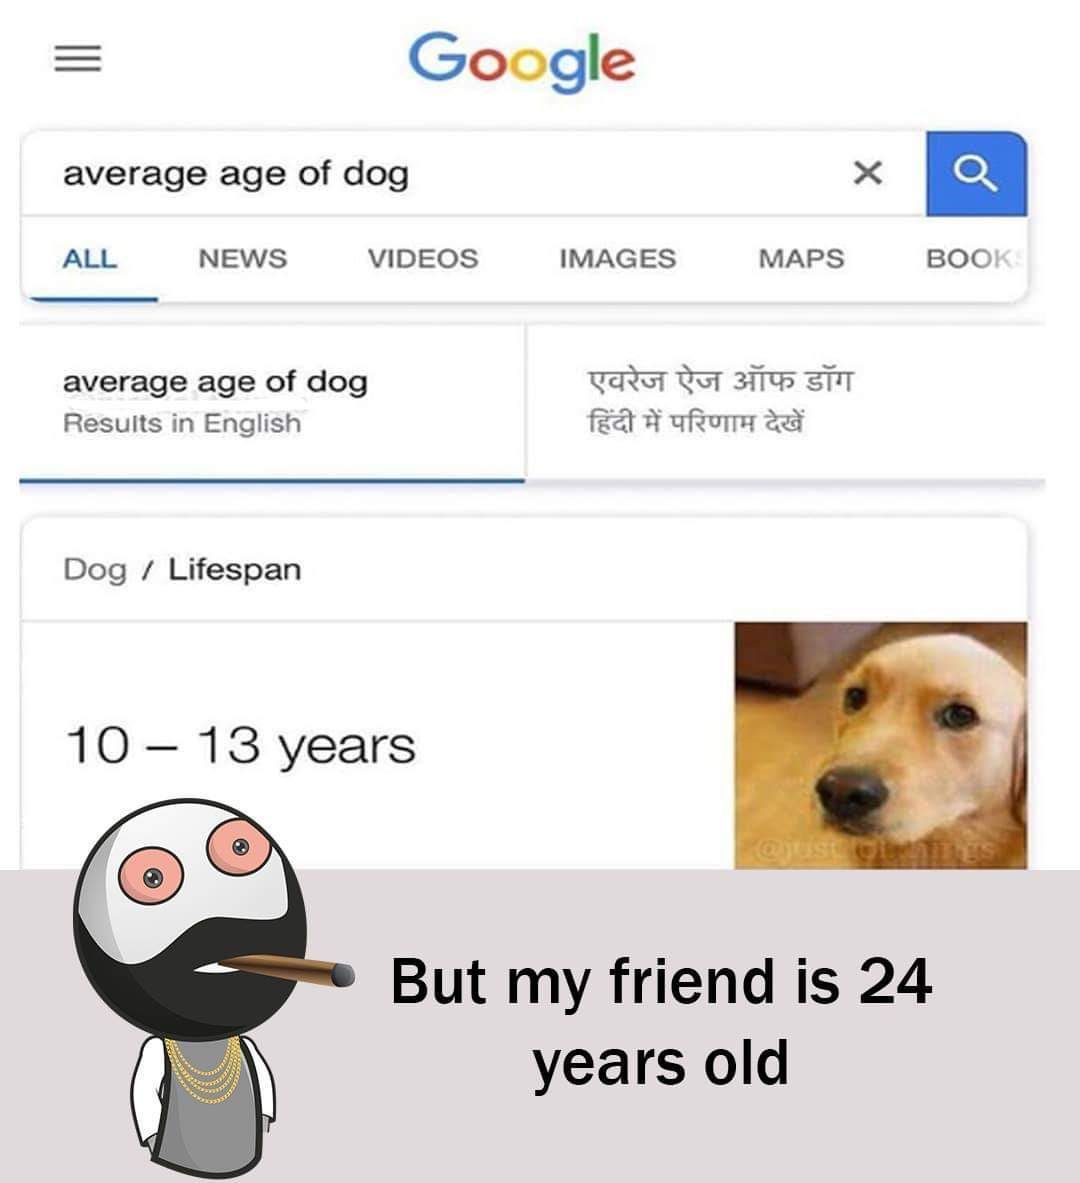 Google
average age of dog
ALL NEWS VIDEOS IMAGES MAPS BOOK
average age of dog
Results in English
एवरेज ऐज ऑफ डॉग
हिंदी में परिणाम देखें
Dog / Lifespan
10 – 13 years
But my friend is 24
years old